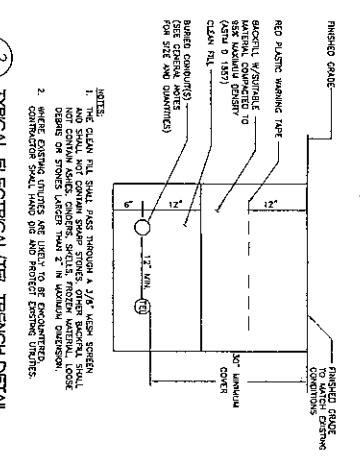 FINISHED GRADE
FINISHED GRADE
TO MATCH EXISTING
CONDITIONS
RED PLASTIC WARNING TAPE
BACKFILL W/SUITABLE
MATERIAL COMPACTED TO
95% MAXIMUM DENSITY
(ASTM D 1557)
CLEAN FILL
BURIED CONDUIT(S)
(SEE GENERAL NOTES
FOR SIZE AND QUANTITIES)
12"
12"
6"
12" MIN.
30" MINIMUM
COVER
NOTES:
1. THE CLEAN FILL SHALL PASS THROUGH A 3/8" MESH SCREEN
AND SHALL NOT CONTAIN SHARP STONES. OTHER BACKFILL SHALL
NOT CONTAIN ASHES, CINDERS, SHELLS, FROZEN MATERIAL, LOOSE
DEBRIS OR STONES LARGER THAN 2" IN MAXIMUM DIMENSION.
2. WHERE EXISTING UTILITIES ARE LIKELY TO BE ENCOUNTERED,
CONTRACTOR SHALL HAND DIG AND PROTECT EXISTING UTILITIES.
2 TYPICAL ELECTRICAL/TEL TRENCH DETAIL